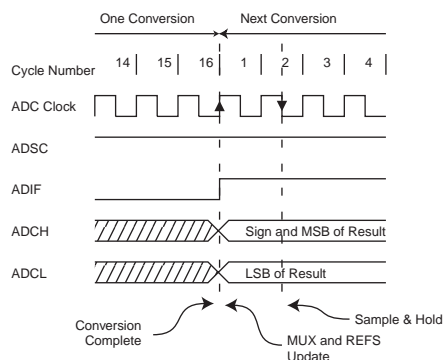 One Conversion Next Conversion
Cycle Number 14 15 16 1 2 3 4
ADC Clock
ADSC
ADIF
ADCH Sign and MSB of Result
ADCL LSB of Result
Sample & Hold
Conversion
Complete
MUX and REFS
Update